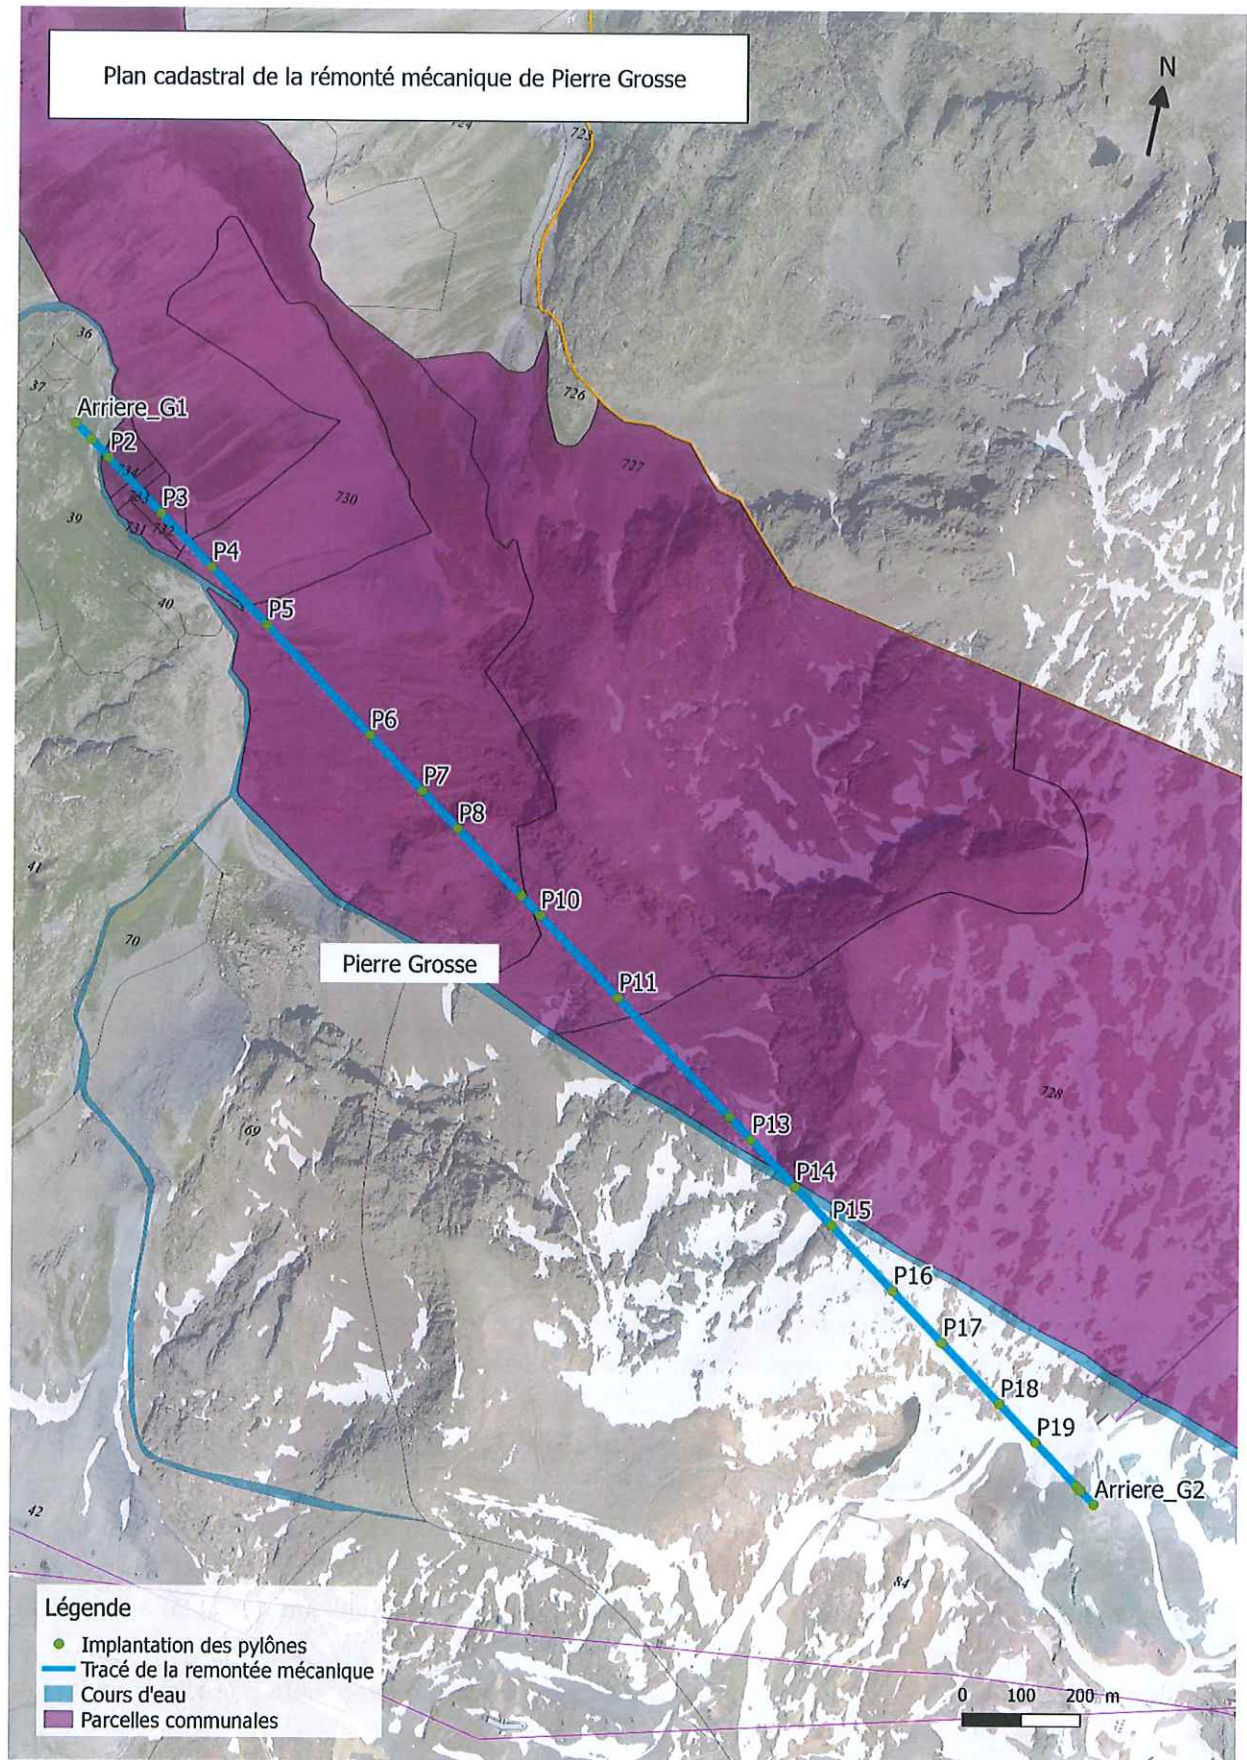 Plan cadastral de la rémonté mécanique de Pierre Grosse
N
724
723
36
37
Arriere_G1
726
P2
734
727
733
P3
730
39
731
732
P4
40
P5
P6
P7
P8
41
P10
70
Pierre Grosse
P11
728
P13
69
P14
P15
P16
P17
P18
P19
Arriere_G2
42
84
Légende
Implantation des pylônes
Tracé de la remontée mécanique
Cours d'eau
Parcelles communales
0 100 200 m